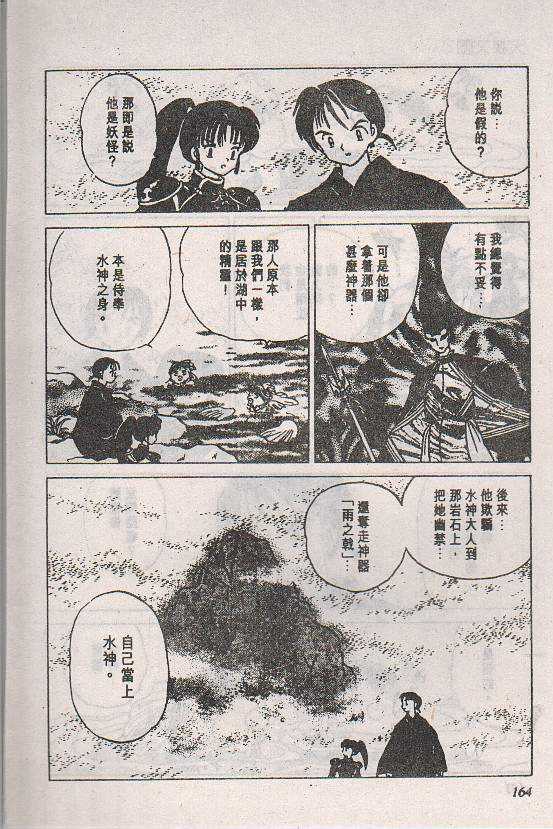 你說…
他是假的？
那即是說
他是妖怪？
我總覺得
有點不妥…
可是他卻
拿着那個
甚麼神器…
那人原本
跟我們一樣，
是居於湖中
的精靈！
本是侍奉
水神之身。
後來…
他欺騙
水神大人到
那岩石上，
把她幽禁…
還奪走神器
「雨之戟」…
自己當上
水神。
164